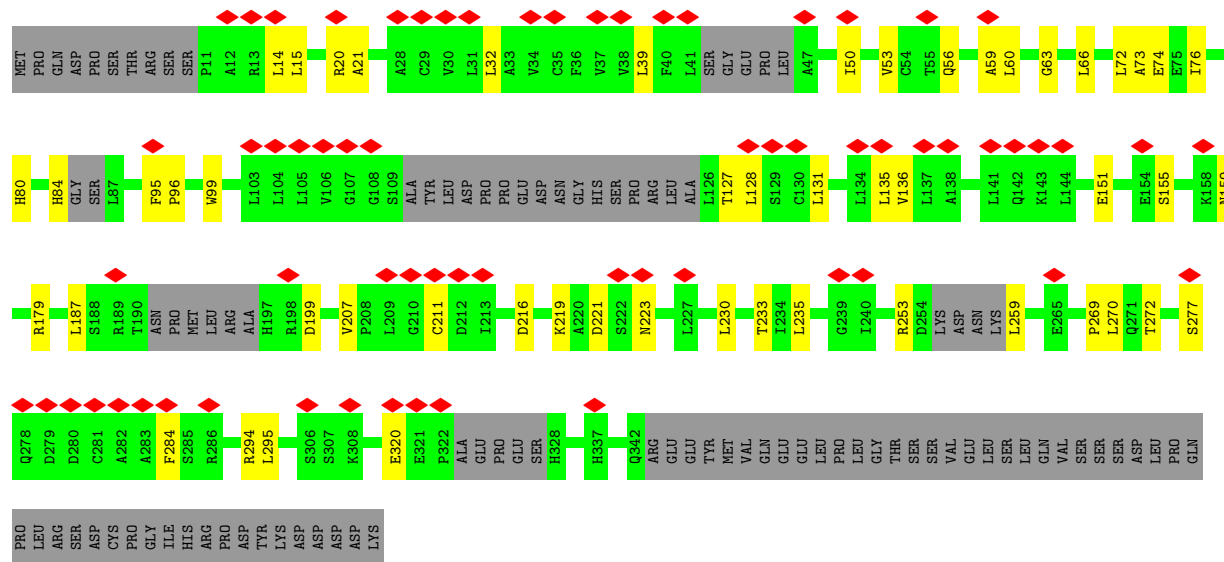 MET PRO GLN ASP PRO SER THR ARG SER SER P11 A12 R13 L14 L15 R20 A21 A28 C29 V30 L31 L32 A33 V34 C35 F36 V37 V38 L39 F40 L41 SER GLY GLU PRO LEU A47 I50 V53 C54 T55 Q56 A59 L60 G63 L66 L72 A73 E74 E75 I76
H80 H84 GLY SER L87 F95 P96 W99 L103 L104 L105 V106 G107 G108 S109 ALA TYR LEU ASP PRO PRO GLU ASP ASN GLY HIS SER PRO ARG LEU ALA L126 T127 L128 S129 C130 L131 L134 L135 V136 L137 A138 L141 Q142 K143 L144 E151 E154 S155 K158 N159
R179 L187 S188 R189 T190 ASN PRO MET LEU ARG ALA H197 R198 D199 V207 P208 L209 G210 C211 D212 I213 D216 K219 A220 D221 S222 N223 L227 L230 T233 I234 L235 G239 I240 R253 D254 LYS ASP ASN LYS L259 E265 P269 L270 Q271 T272 S277
Q278 D279 D280 C281 A282 A283 F284 S285 R286 R294 L295 S306 S307 K308 E320 E321 P322 ALA GLU PRO GLU SER H328 H337 Q342 ARG GLU GLU TYR MET VAL GLN GLU GLU LEU PRO LEU GLY THR SER SER VAL GLU LEU SER LEU GLN VAL SER SER SER ASP LEU PRO GLN
PRO LEU ARG SER ASP CYS PRO GLY ILE HIS ARG PRO ASP TYR LYS ASP ASP ASP ASP LYS